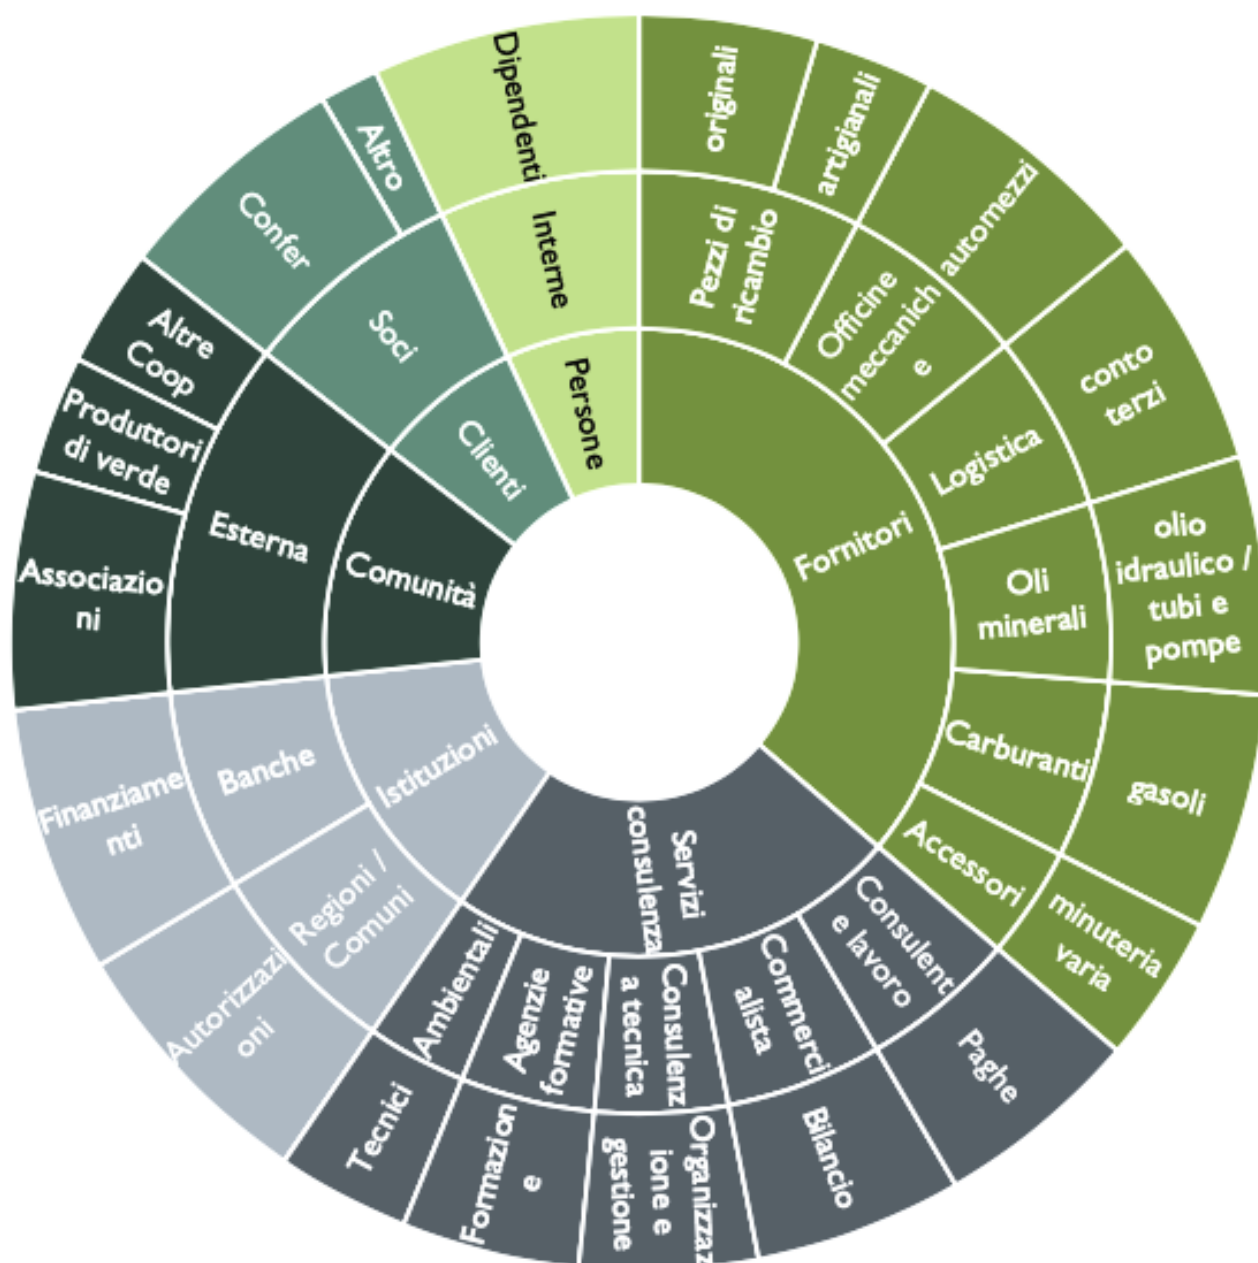 Fornitori
Pezzi di
ricambio
originali
artigianali
Officine
meccanich
e
automezzi
Logistica
conto
terzi
Oli
minerali
olio
idraulico /
tubi e
pompe
Carburanti
gasoli
Accessori
minuteria
varia
Servizi
consulenza
Consulent
e lavoro
Paghe
Commerci
alista
Bilancio
Consulenz
a tecnica
Organizzaz
ione e
gestione
Agenzie
formative
Formazion
e
Ambientali
Tecnici
Istituzioni
Regioni /
Comuni
Autorizzazi
oni
Banche
Finanziame
nti
Comunità
Esterna
Associazio
ni
Produttori
di verde
Altre
Coop
Clienti
Soci
Confer
Altro
Persone
Interne
Dipendenti